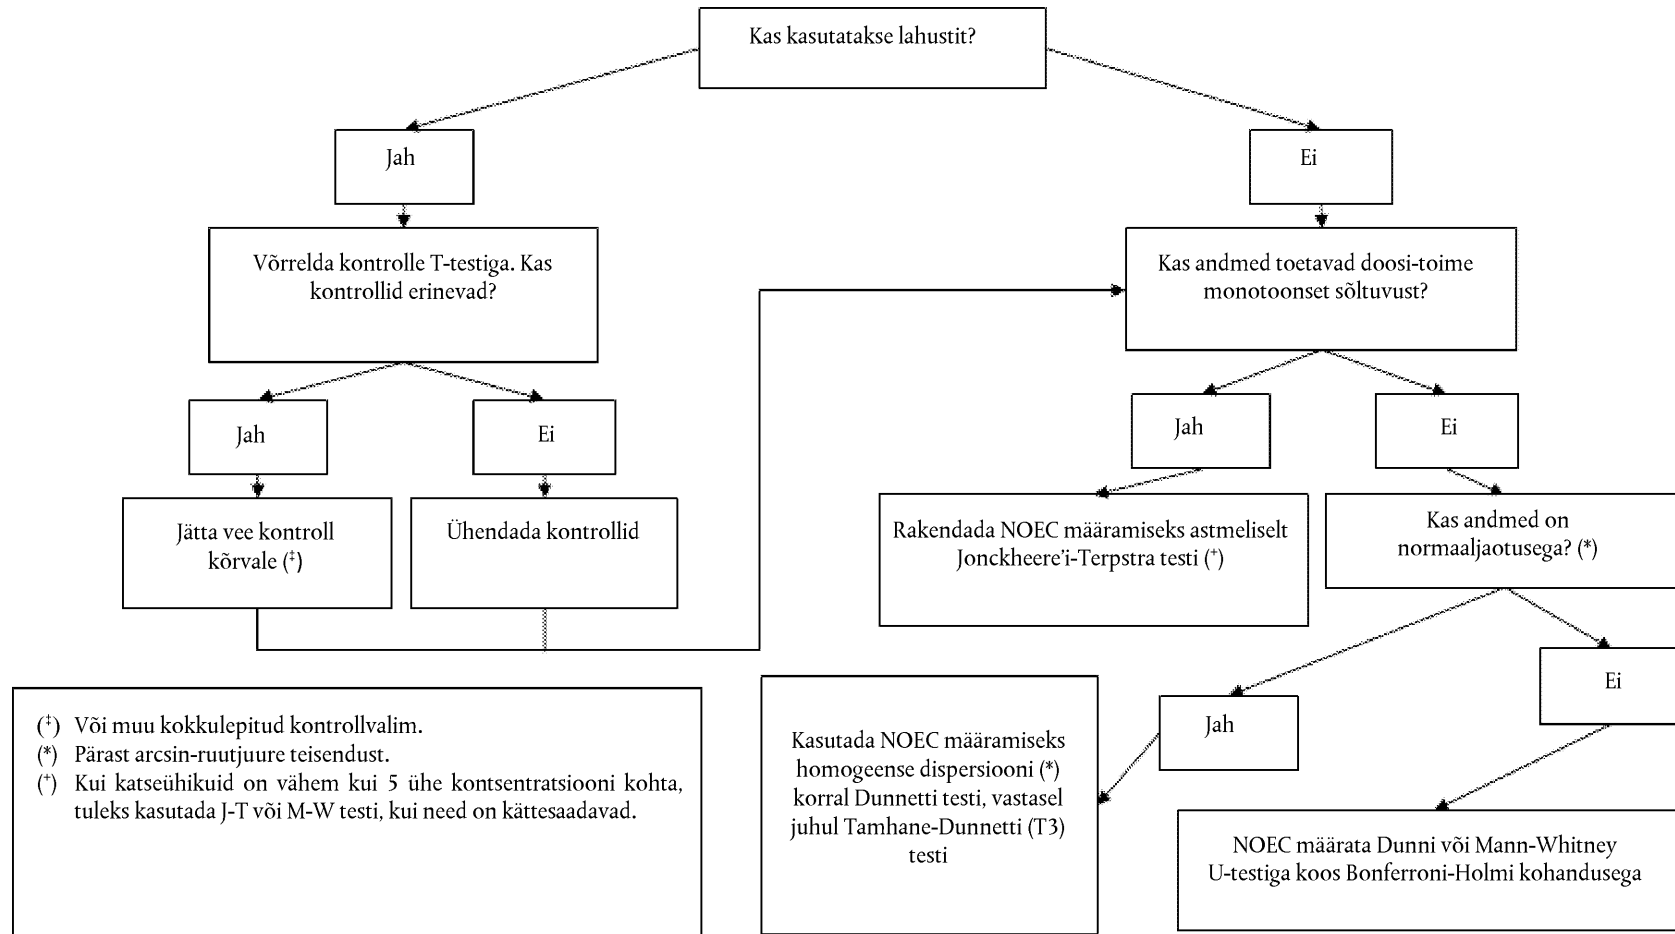 Kas kasutatakse lahustit?
Jah
Ei
Võrrelda kontrolle T-testiga. Kas
kontrollid erinevad?
Kas andmed toetavad doosi-toime
monotoonset sõltuvust?
Jah
Ei
Jah
Ei
Jätta vee kontroll
kõrvale (‡)
Ühendada kontrollid
Rakendada NOEC määramiseks astmeliselt
Jonckheere’i-Terpstra testi (⁺)
Kas andmed on
normaaljaotusega? (*)
Jah
Ei
Kasutada NOEC määramiseks
homogeense dispersiooni (*)
korral Dunnetti testi, vastasel
juhul Tamhane-Dunnetti (T3)
testi
NOEC määrata Dunni või Mann-Whitney
U-testiga koos Bonferroni-Holmi kohandusega
(‡) Või muu kokkulepitud kontrollvalim.
(*) Pärast arcsin-ruutjuure teisendust.
(⁺) Kui katseühikuid on vähem kui 5 ühe kontsentratsiooni kohta,
tuleks kasutada J-T või M-W testi, kui need on kättesaadavad.